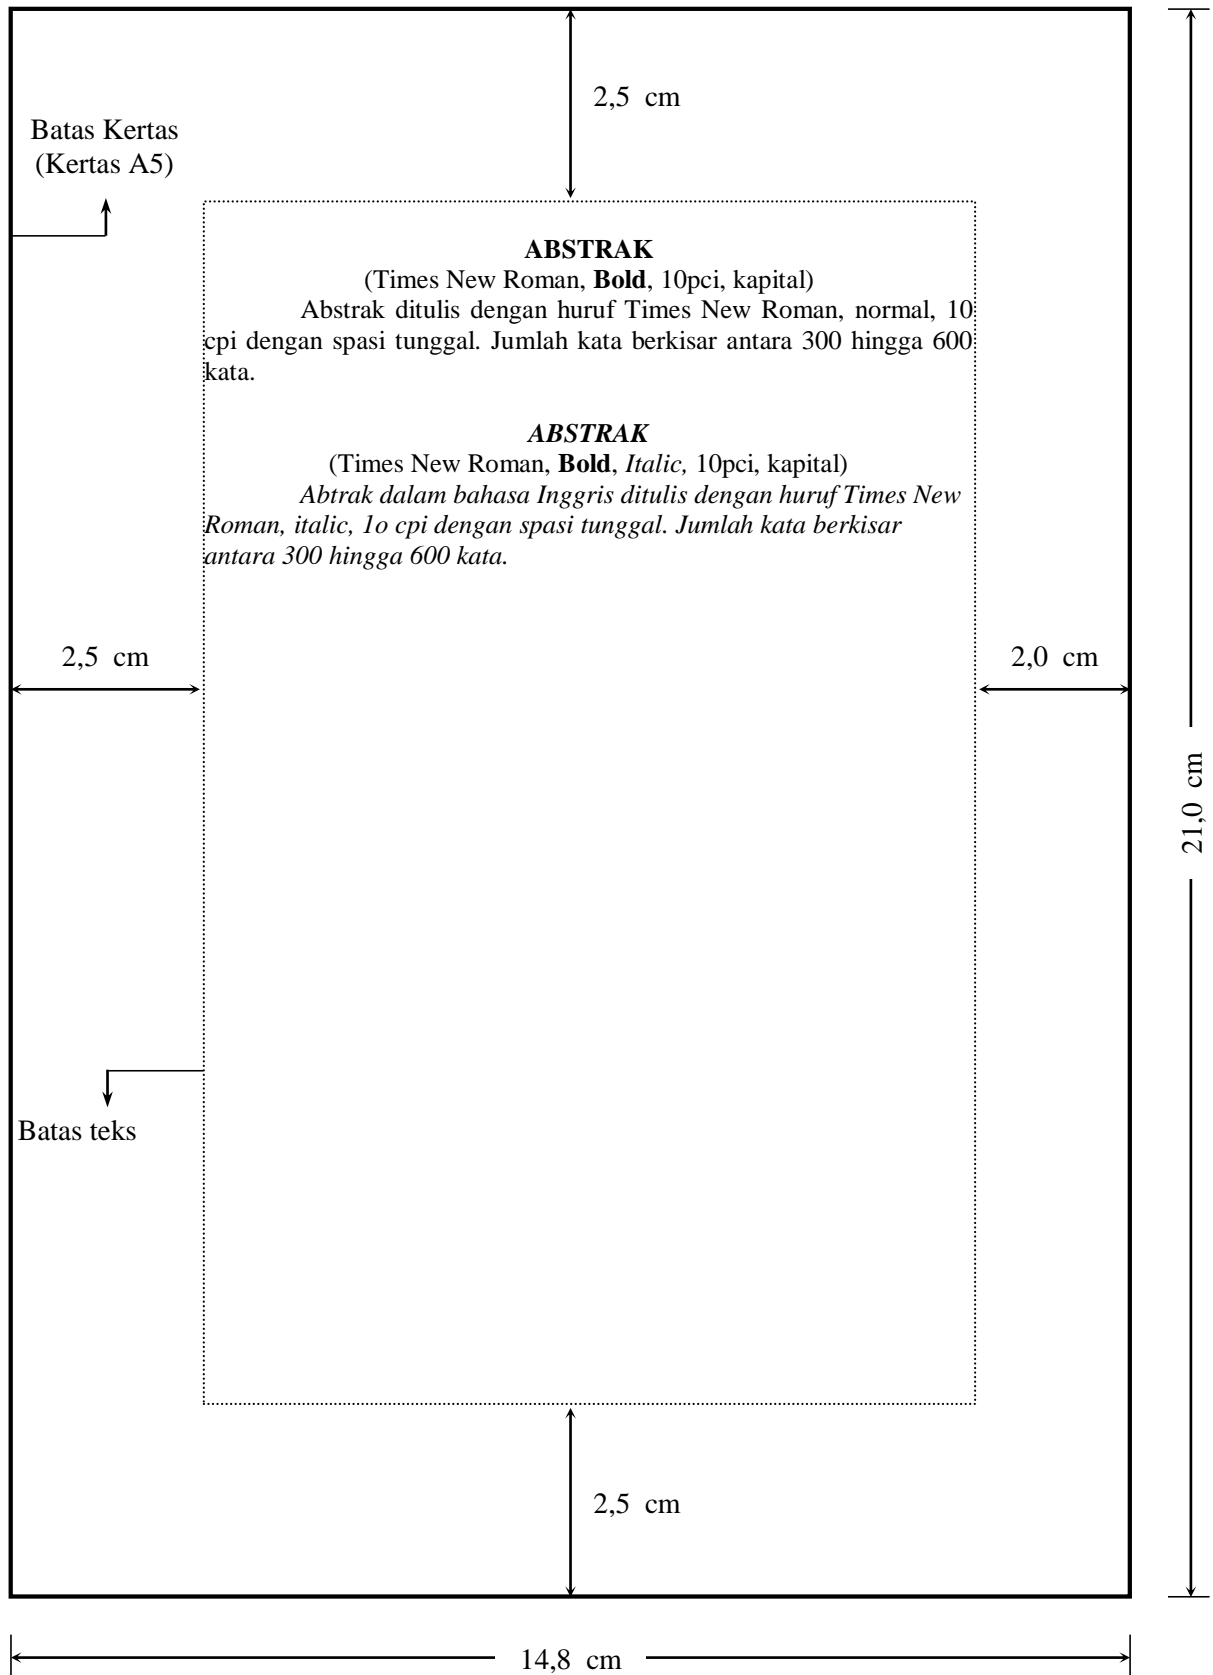 2,5 cm
Batas Kertas
(Kertas A5)
ABSTRAK
(Times New Roman, Bold, 10pci, kapital)
Abstrak ditulis dengan huruf Times New Roman, normal, 10
cpi dengan spasi tunggal. Jumlah kata berkisar antara 300 hingga 600
kata.
ABSTRAK
(Times New Roman, Bold, Italic, 10pci, kapital)
Abtrak dalam bahasa Inggris ditulis dengan huruf Times New
Roman, italic, 1o cpi dengan spasi tunggal. Jumlah kata berkisar
antara 300 hingga 600 kata.
2,5 cm
2,0 cm
21,0 cm
Batas teks
2,5 cm
14,8 cm